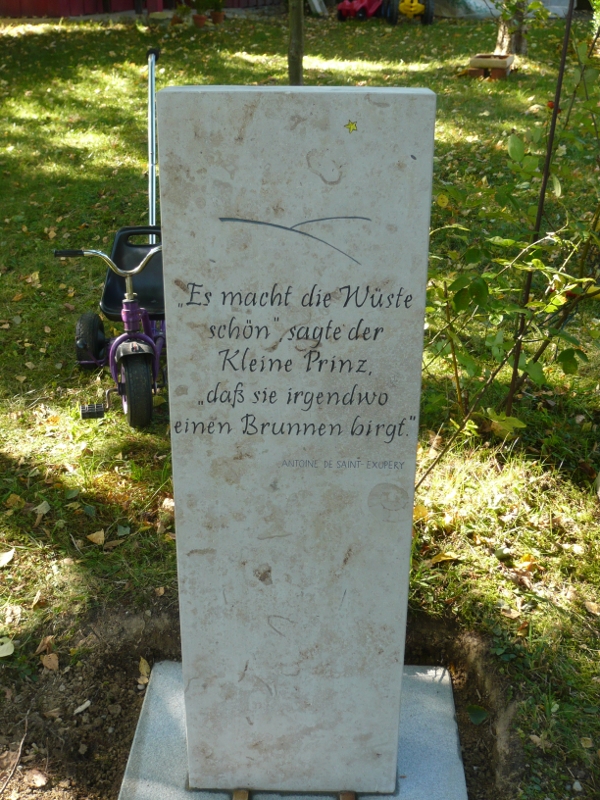 „Es macht die Wüste
schön", sagte der
Kleine Prinz,
„daß sie irgendwo
einen Brunnen birgt."
ANTOINE DE SAINT-EXUPÉRY